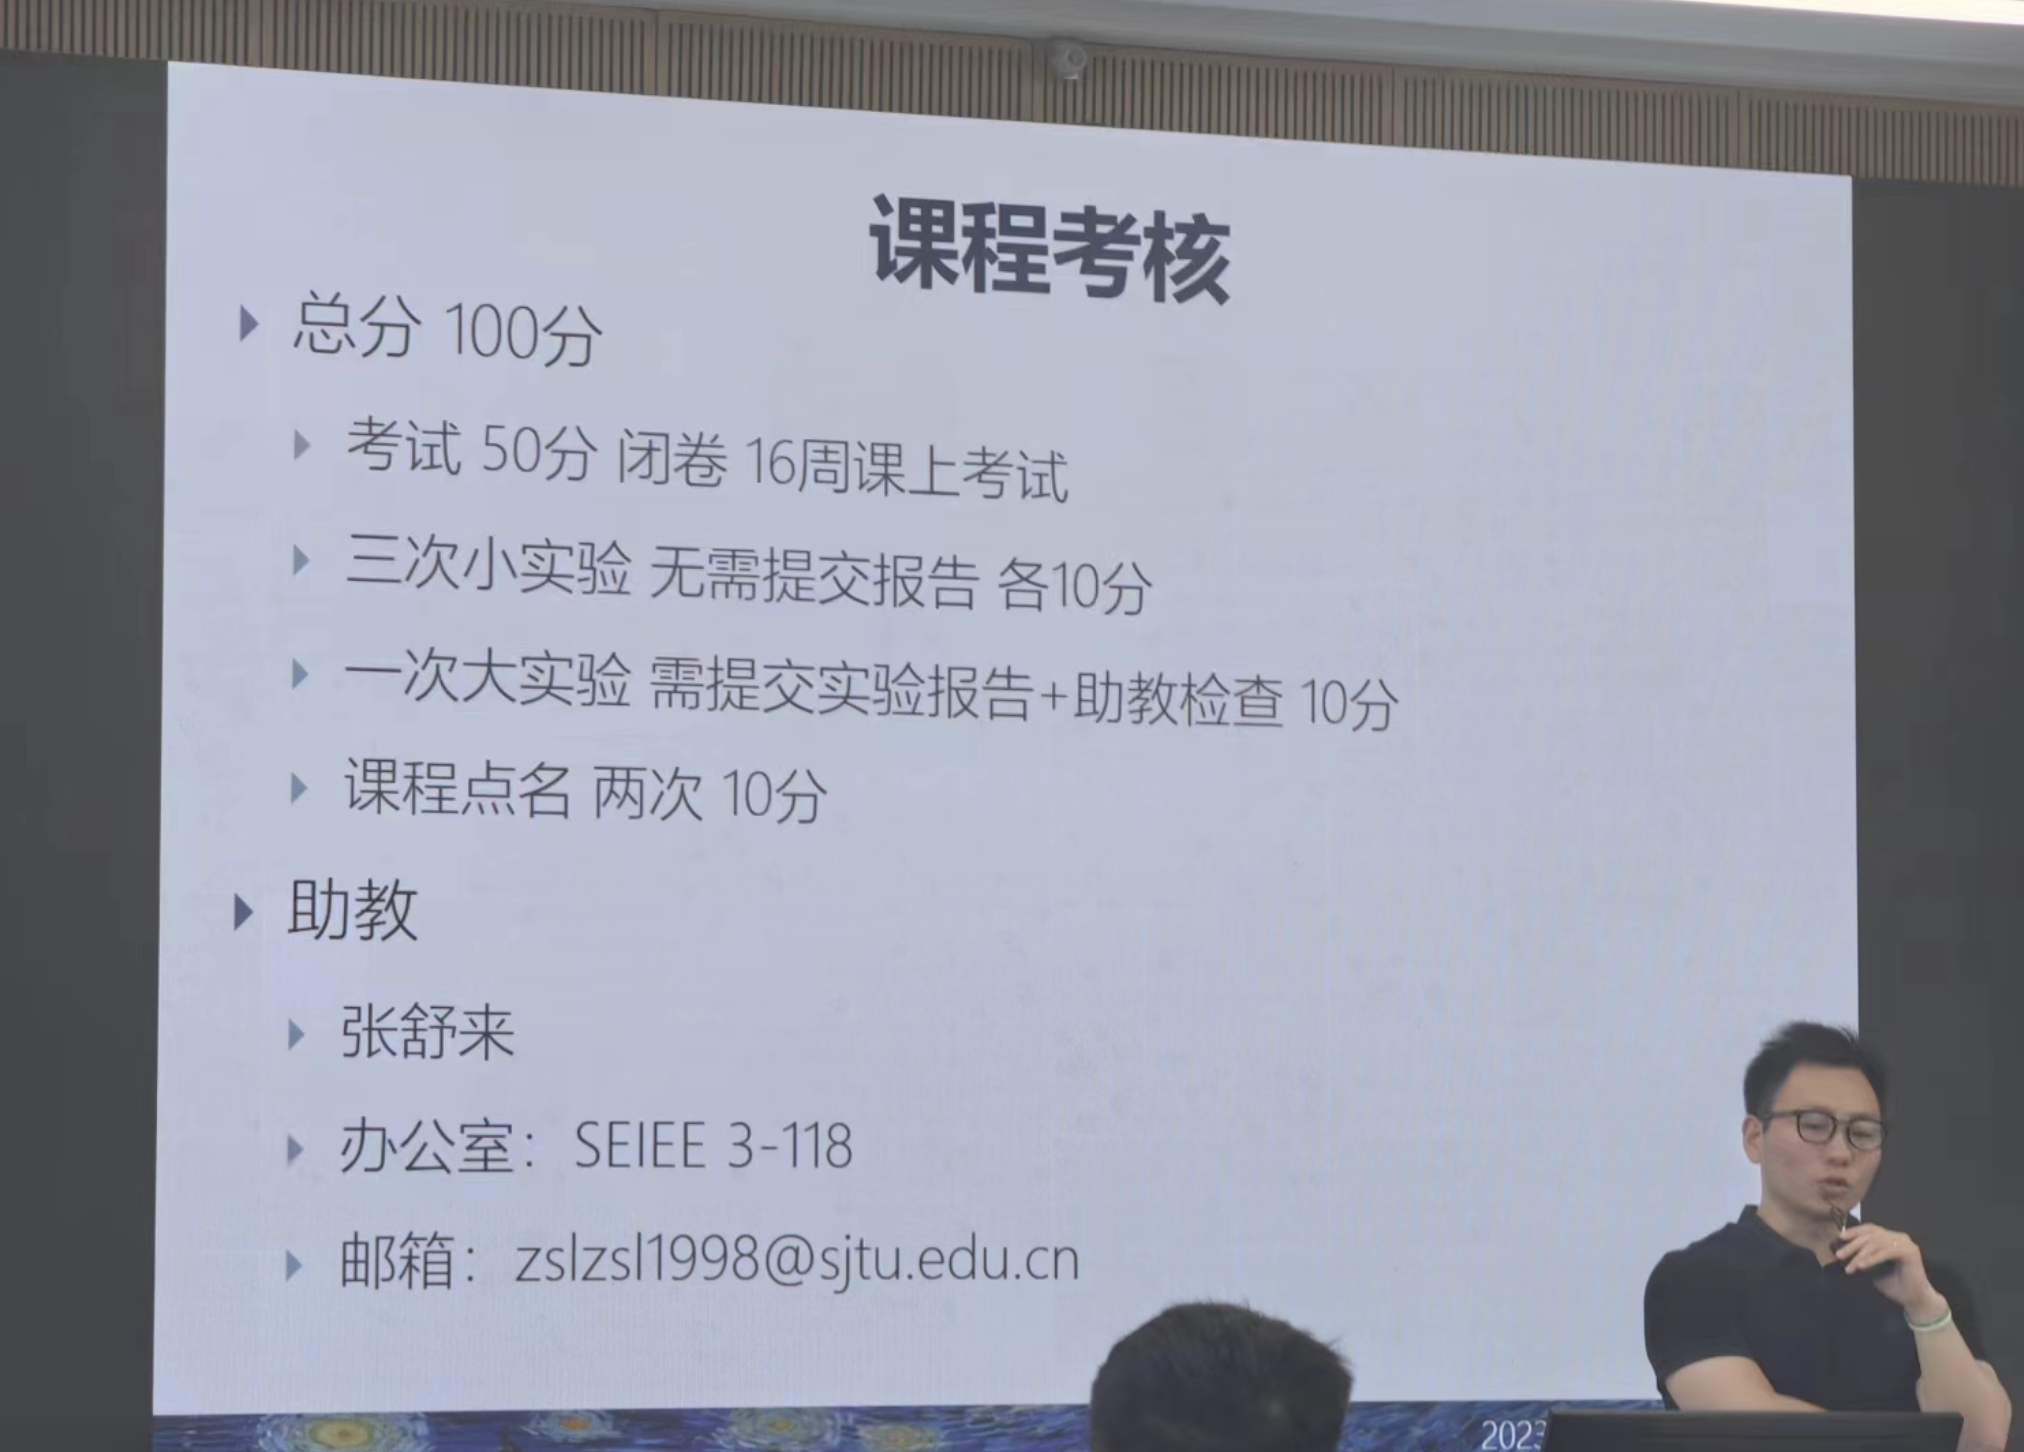 课程考核
总分 100分
考试 50分 闭卷 16周课上考试
三次小实验 无需提交报告 各10分
一次大实验 需提交实验报告+助教检查 10分
课程点名 两次 10分
助教
张舒来
办公室：SEIEE 3-118
邮箱：zslzsl1998@sjtu.edu.cn
2023